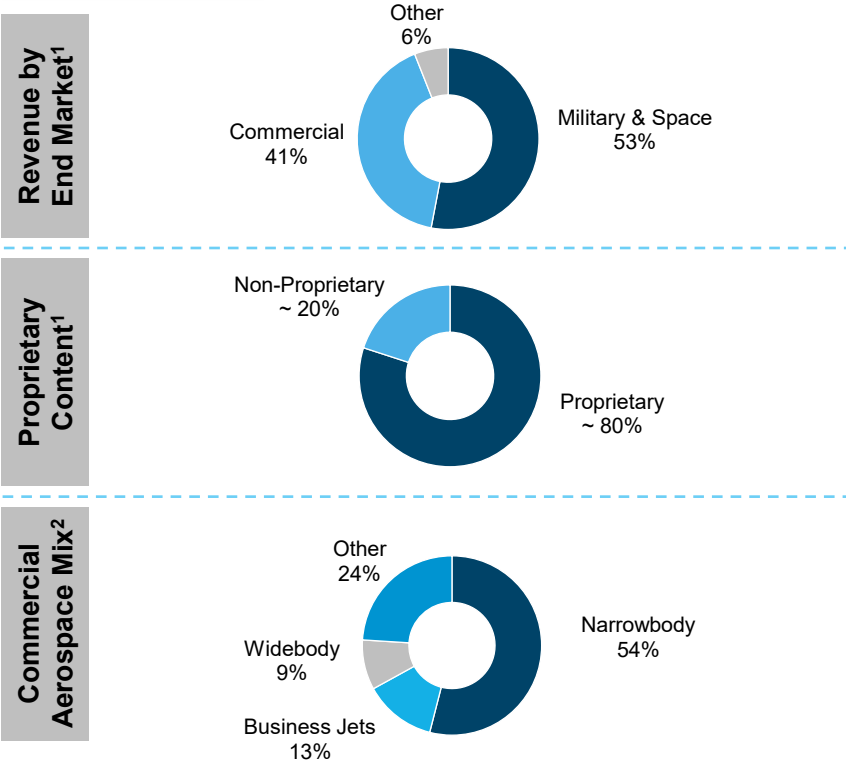 Revenue by
End Market¹
Other
6%
Commercial
41%
Military & Space
53%
Proprietary
Content¹
Non-Proprietary
~ 20%
Proprietary
~ 80%
Commercial
Aerospace Mix²
Other
24%
Narrowbody
54%
Widebody
9%
Business Jets
13%